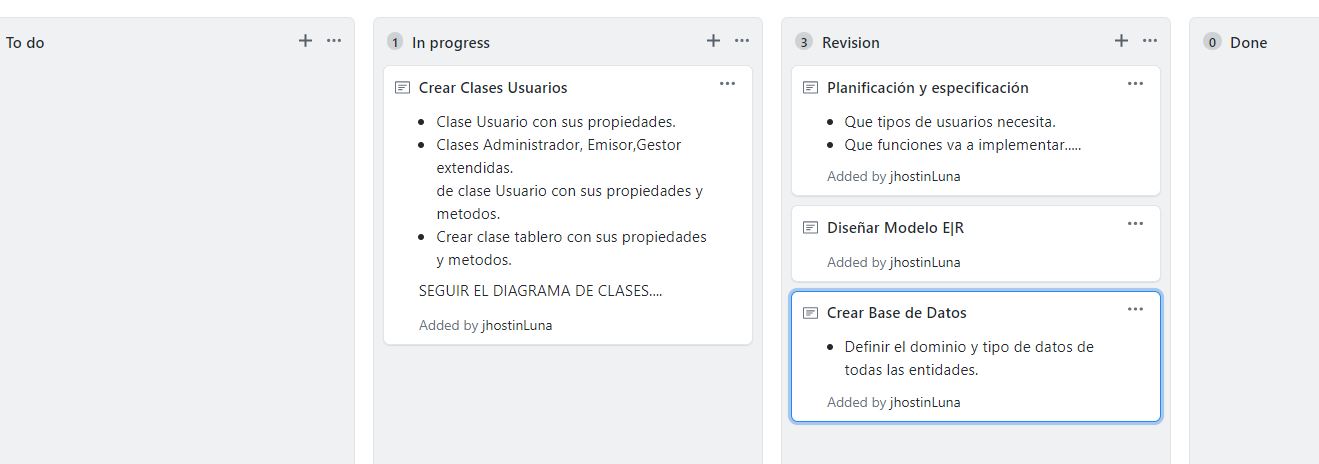 To do
1 In progress
Crear Clases Usuarios
Clase Usuario con sus propiedades.
Clases Administrador, Emisor,Gestor
extendidas.
de clase Usuario con sus propiedades y
metodos.
Crear clase tablero con sus propiedades
y metodos.
SEGUIR EL DIAGRAMA DE CLASES....
Added by jhostinLuna
3 Revision
Planificación y especificación
Que tipos de usuarios necesita.
Que funciones va a implementar.....
Added by jhostinLuna
Diseñar Modelo E|R
Added by jhostinLuna
Crear Base de Datos
Definir el dominio y tipo de datos de
todas las entidades.
Added by jhostinLuna
0 Done